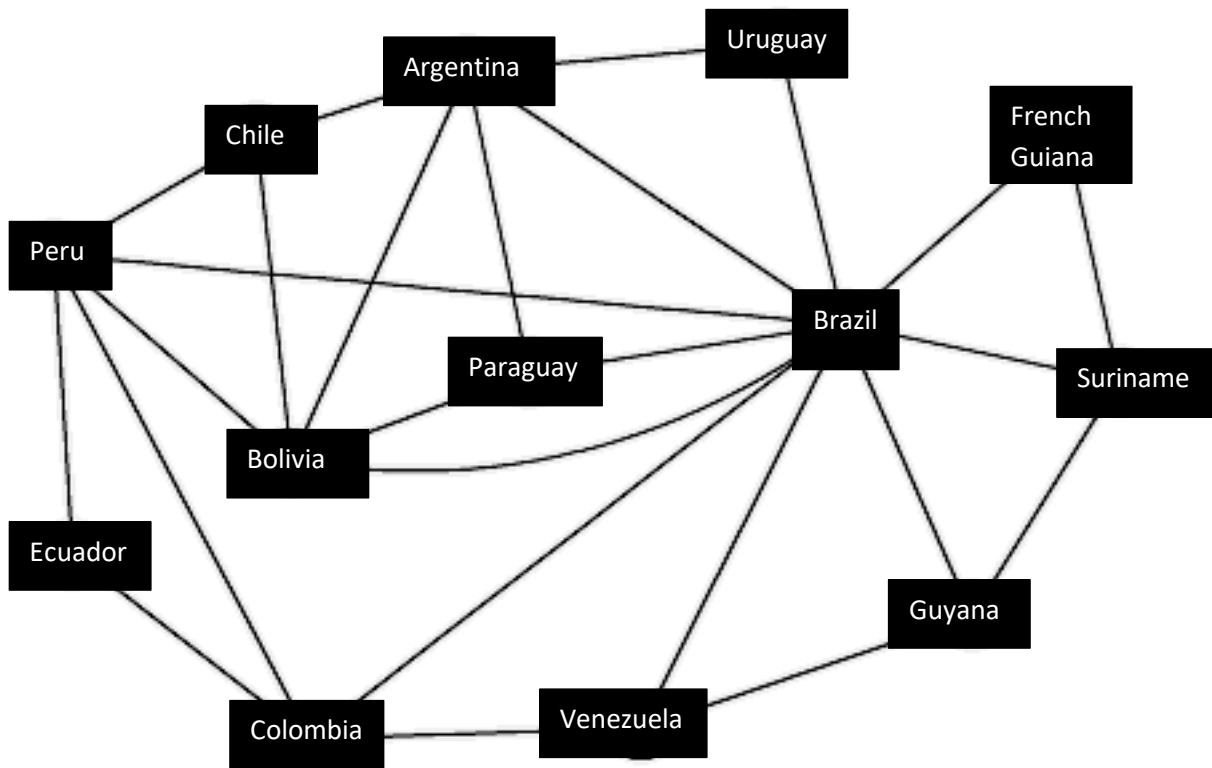 Uruguay
Argentina
French
Guiana
Chile
Peru
Brazil
Paraguay
Suriname
Bolivia
Ecuador
Guyana
Venezuela
Colombia